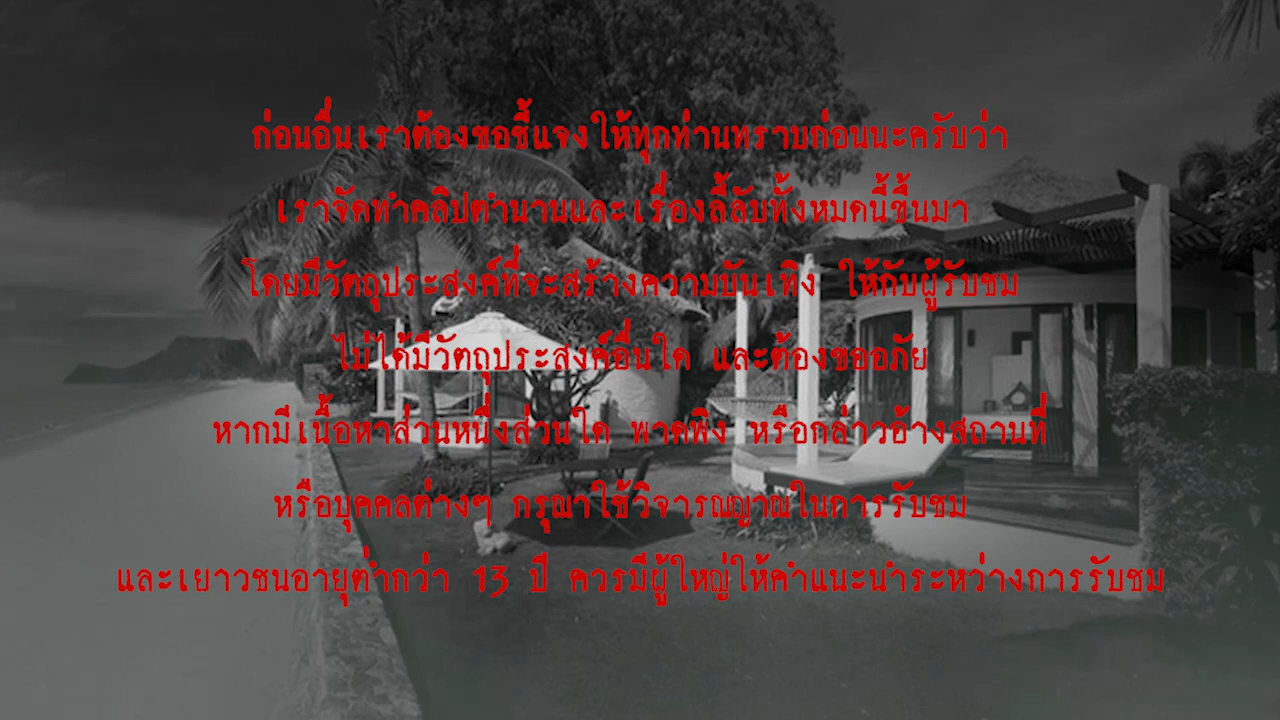 ก่อนอื่นเราต้องขอชี้แจงให้ทุกท่านทราบก่อนนะครับว่า
เราจัดทำคลิปตำนานและเรื่องลี้ลับทั้งหมดนี้ขึ้นมา
โดยมีวัตถุประสงค์ที่จะสร้างความบันเทิง ให้กับผู้รับชม
ไม่ได้มีวัตถุประสงค์อื่นใด และต้องขออภัย
หากมีเนื้อหาส่วนหนึ่งส่วนใด พาดพิง หรือกล่าวอ้างสถานที่
หรือบุคคลต่างๆ กรุณาใช้วิจารณญาณในการรับชม
และเยาวชนอายุต่ำกว่า 13 ปี ควรมีผู้ใหญ่ให้คำแนะนำระหว่างการรับชม